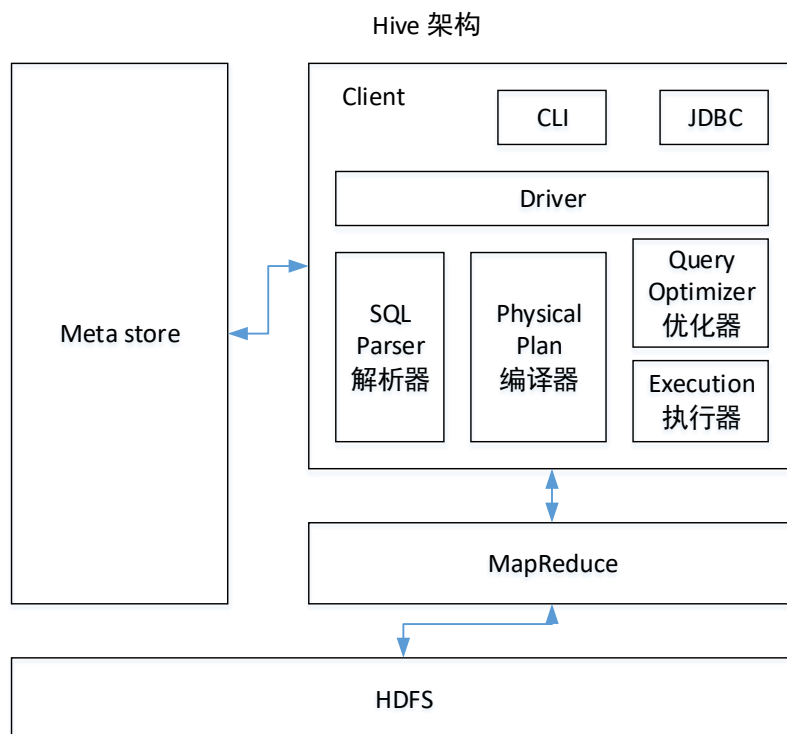 Hive 架构
Client
CLI
JDBC
Driver
Meta store
SQL
Parser
解析器
Physical
Plan
编译器
Query
Optimizer
优化器
Execution
执行器
MapReduce
HDFS